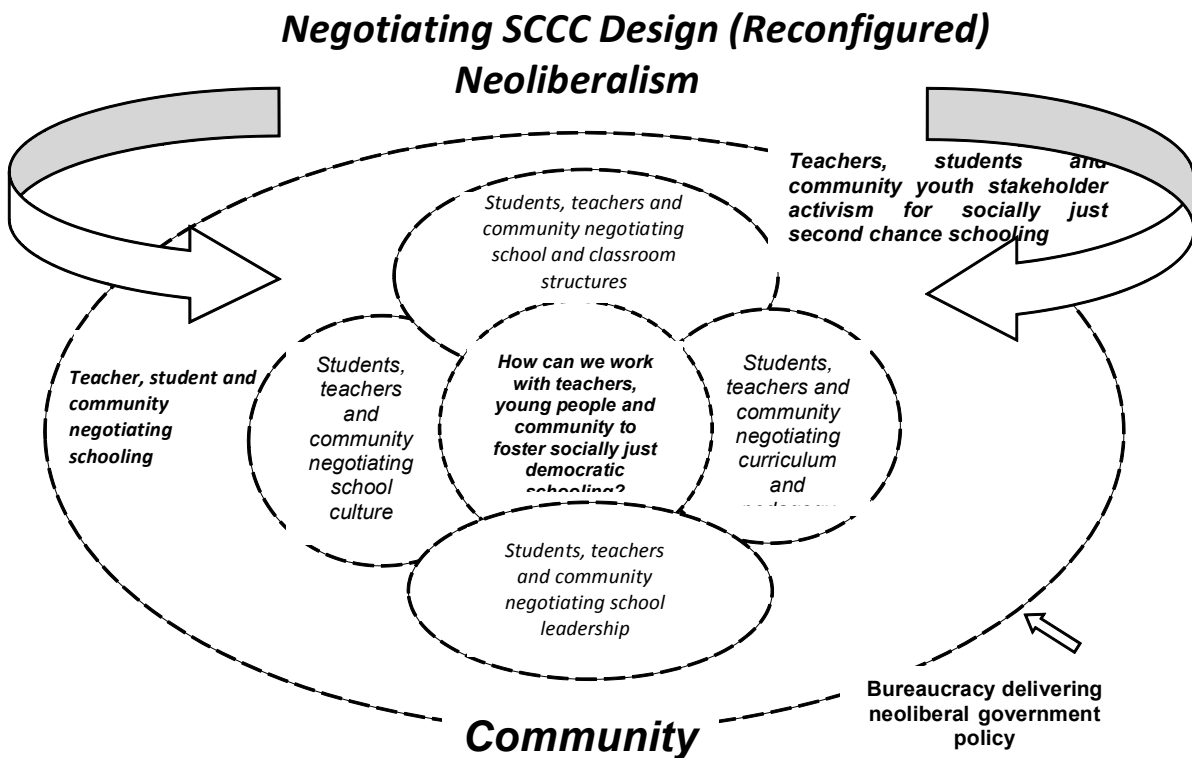 Negotiating SCCC Design (Reconfigured)
Neoliberalism
Teachers, students and
community youth stakeholder
activism for socially just
second chance schooling
Students, teachers and
community negotiating
school and classroom
structures
Teacher, student and
community
negotiating
schooling
Students,
teachers
and
community
negotiating
school
culture
How can we work
with teachers,
young people and
community to
foster socially just
democratic
schooling?
Students,
teachers and
community
negotiating
curriculum
and
pedagogy
Students, teachers
and community
negotiating school
leadership
Bureaucracy delivering
neoliberal government
policy
Community